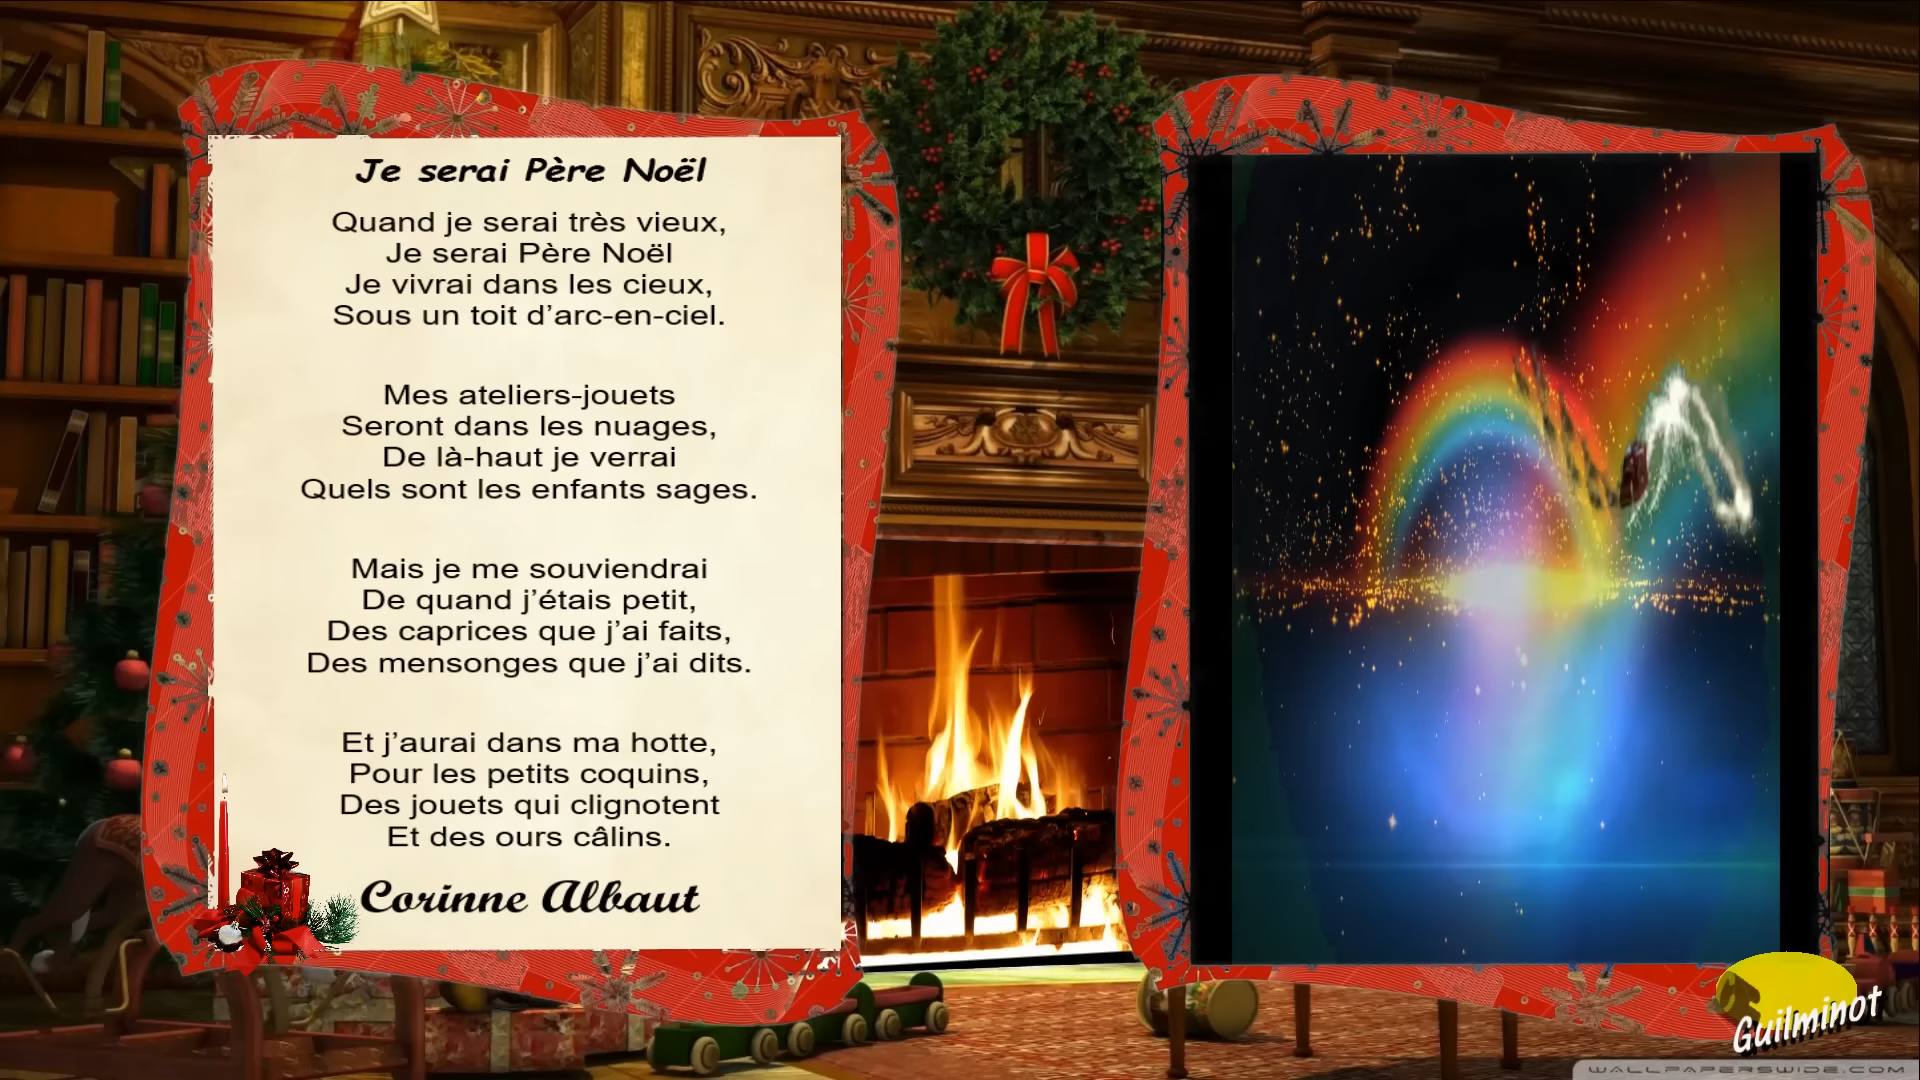 Je serai Père Noël
Quand je serai très vieux,
Je serai Père Noël
Je vivrai dans les cieux,
Sous un toit d’arc-en-ciel.
Mes ateliers-jouets
Seront dans les nuages,
De là-haut je verrai
Quels sont les enfants sages.
Mais je me souviendrai
De quand j’étais petit,
Des caprices que j’ai faits,
Des mensonges que j’ai dits.
Et j’aurai dans ma hotte,
Pour les petits coquins,
Des jouets qui clignotent
Et des ours câlins.
Corinne Albaut
Guilminot
WALLPAPERSWIDE.COM